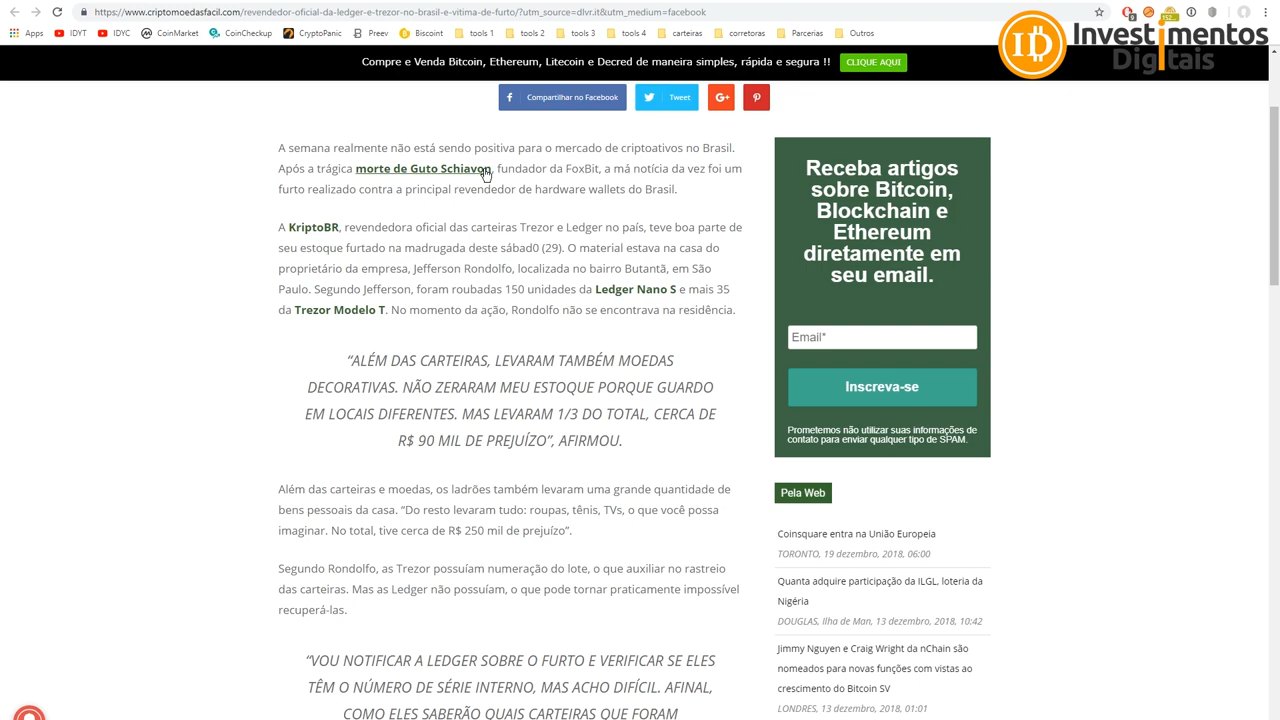 https://www.criptomoedasfacil.com/revendedor-oficial-da-ledger-e-trezor-no-brasil-e-vitima-de-furto/?utm_source=dlvr.it&utm_medium=facebook
Apps IDYT IDYC CoinMarket CoinCheckup CryptoPanic Preev Biscoint tools 1 tools 2 tools 3 tools 4 carteiras corretoras Parcerias Outros
ID Investimentos
Digitais
Compre e Venda Bitcoin, Ethereum, Litecoin e Decred de maneira simples, rápida e segura !! CLIQUE AQUI
Compartilhar no Facebook Tweet
A semana realmente não está sendo positiva para o mercado de criptoativos no Brasil.
Após a trágica morte de Guto Schiavon, fundador da FoxBit, a má notícia da vez foi um
furto realizado contra a principal revendedor de hardware wallets do Brasil.
A KriptoBR, revendedora oficial das carteiras Trezor e Ledger no país, teve boa parte de
seu estoque furtado na madrugada deste sábad0 (29). O material estava na casa do
proprietário da empresa, Jefferson Rondolfo, localizada no bairro Butantã, em São
Paulo. Segundo Jefferson, foram roubadas 150 unidades da Ledger Nano S e mais 35
da Trezor Modelo T. No momento da ação, Rondolfo não se encontrava na residência.
“ALÉM DAS CARTEIRAS, LEVARAM TAMBÉM MOEDAS
DECORATIVAS. NÃO ZERARAM MEU ESTOQUE PORQUE GUARDO
EM LOCAIS DIFERENTES. MAS LEVARAM 1/3 DO TOTAL, CERCA DE
R$ 90 MIL DE PREJUÍZO”, AFIRMOU.
Além das carteiras e moedas, os ladrões também levaram uma grande quantidade de
bens pessoais da casa. “Do resto levaram tudo: roupas, tênis, TVs, o que você possa
imaginar. No total, tive cerca de R$ 250 mil de prejuízo”.
Segundo Rondolfo, as Trezor possuíam numeração do lote, o que auxiliar no rastreio
das carteiras. Mas as Ledger não possuíam, o que pode tornar praticamente impossível
recuperá-las.
“VOU NOTIFICAR A LEDGER SOBRE O FURTO E VERIFICAR SE ELES
TÊM O NÚMERO DE SÉRIE INTERNO, MAS ACHO DIFÍCIL. AFINAL,
COMO ELES SABERÃO QUAIS CARTEIRAS QUE FORAM
Receba artigos
sobre Bitcoin,
Blockchain e
Ethereum
diretamente em
seu email.
Email*
Inscreva-se
Prometemos não utilizar suas informações de
contato para enviar qualquer tipo de SPAM.
Pela Web
Coinsquare entra na União Europeia
TORONTO, 19 dezembro, 2018, 06:00
Quanta adquire participação da ILGL, loteria da
Nigéria
DOUGLAS, Ilha de Man, 13 dezembro, 2018, 10:42
Jimmy Nguyen e Craig Wright da nChain são
nomeados para novas funções com vistas ao
crescimento do Bitcoin SV
LONDRES, 13 dezembro, 2018, 01:01